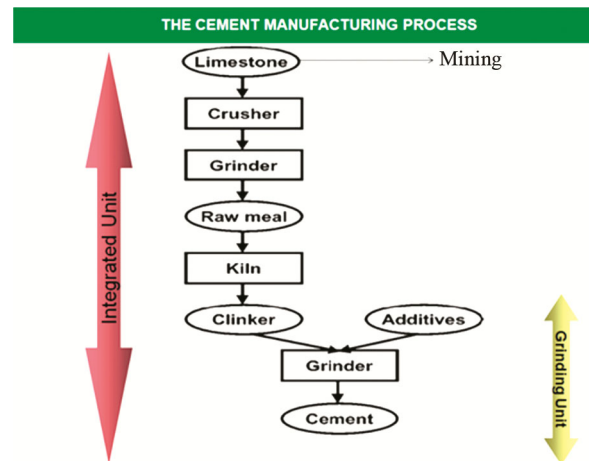 THE CEMENT MANUFACTURING PROCESS
Limestone
Mining
Crusher
Grinder
Raw meal
Kiln
Clinker
Additives
Grinder
Cement
Integrated Unit
Grinding Unit